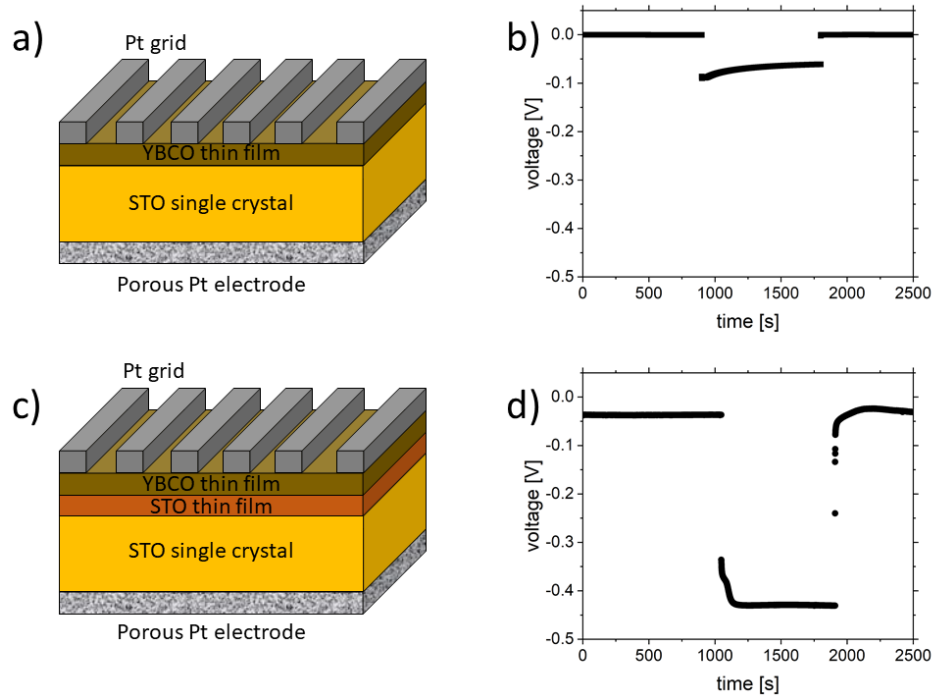 a)
Pt grid
YBCO thin film
STO single crystal
Porous Pt electrode
b)
voltage [V]
0.0
-0.1
-0.2
-0.3
-0.4
-0.5
0 500 1000 1500 2000 2500
time [s]
c)
Pt grid
YBCO thin film
STO thin film
STO single crystal
Porous Pt electrode
d)
voltage [V]
0.0
-0.1
-0.2
-0.3
-0.4
-0.5
0 500 1000 1500 2000 2500
time [s]